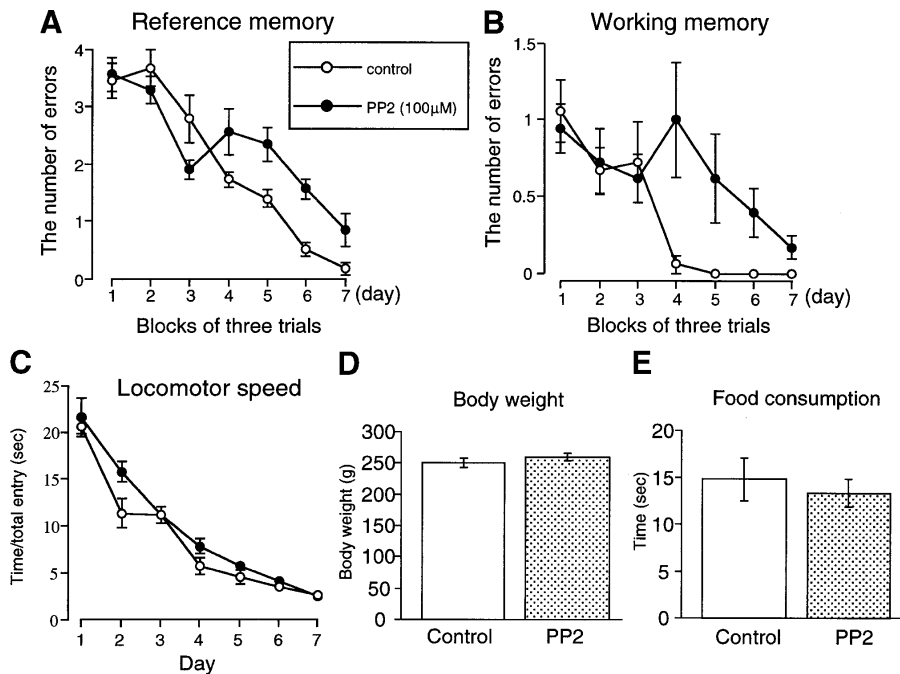 A
Reference memory
control
PP2 (100μM)
The number of errors
4
3
2
1
0
1 2 3 4 5 6 7 (day)
Blocks of three trials
B
Working memory
The number of errors
1.5
1
0.5
0
1 2 3 4 5 6 7 (day)
Blocks of three trials
C
Locomotor speed
Time/total entry (sec)
25
20
15
10
5
0
1 2 3 4 5 6 7
Day
D
Body weight
Body weight (g)
300
250
200
250
100
50
0
Control PP2
E
Food consumption
Time (sec)
20
15
10
5
0
Control PP2